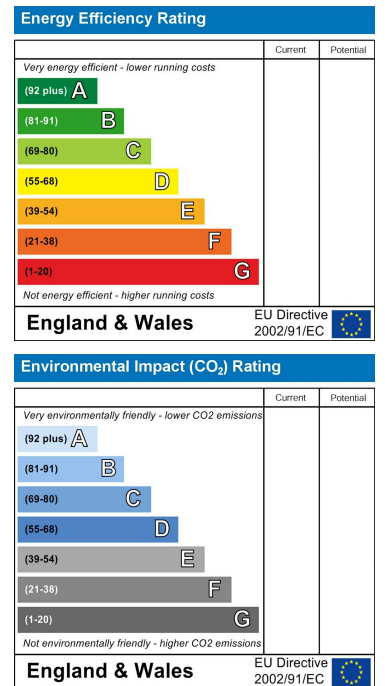 Energy Efficiency Rating
Current Potential
Very energy efficient - lower running costs
(92 plus) A
(81-91) B
(69-80) C
(55-68) D
(39-54) E
(21-38) F
(1-20) G
Not energy efficient - higher running costs
England & Wales EU Directive 2002/91/EC
Environmental Impact (CO₂) Rating
Current Potential
Very environmentally friendly - lower CO2 emissions
(92 plus) A
(81-91) B
(69-80) C
(55-68) D
(39-54) E
(21-38) F
(1-20) G
Not environmentally friendly - higher CO2 emissions
England & Wales EU Directive 2002/91/EC